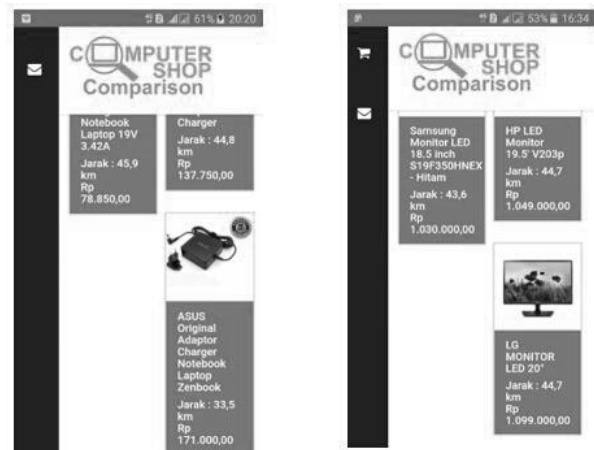 61% 20:20
COMPUTER
SHOP
Comparison
Notebook
Laptop 19V
3.42A
Jarak : 45,9
km
Rp
78.850,00
Charger
Jarak : 44,8
km
Rp
137.750,00
ASUS
Original
Adaptor
Charger
Notebook
Laptop
Zenbook
Jarak : 33,5
km
Rp
171.000,00
53% 16:34
COMPUTER
SHOP
Comparison
Samsung
Monitor LED
18.5 inch
S19F350HNEX
- Hitam
Jarak : 43,6
km
Rp
1.030.000,00
HP LED
Monitor
19.5' V203p
Jarak : 44,7
km
Rp
1.049.000,00
LG
MONITOR
LED 20"
Jarak : 44,7
km
Rp
1.099.000,00